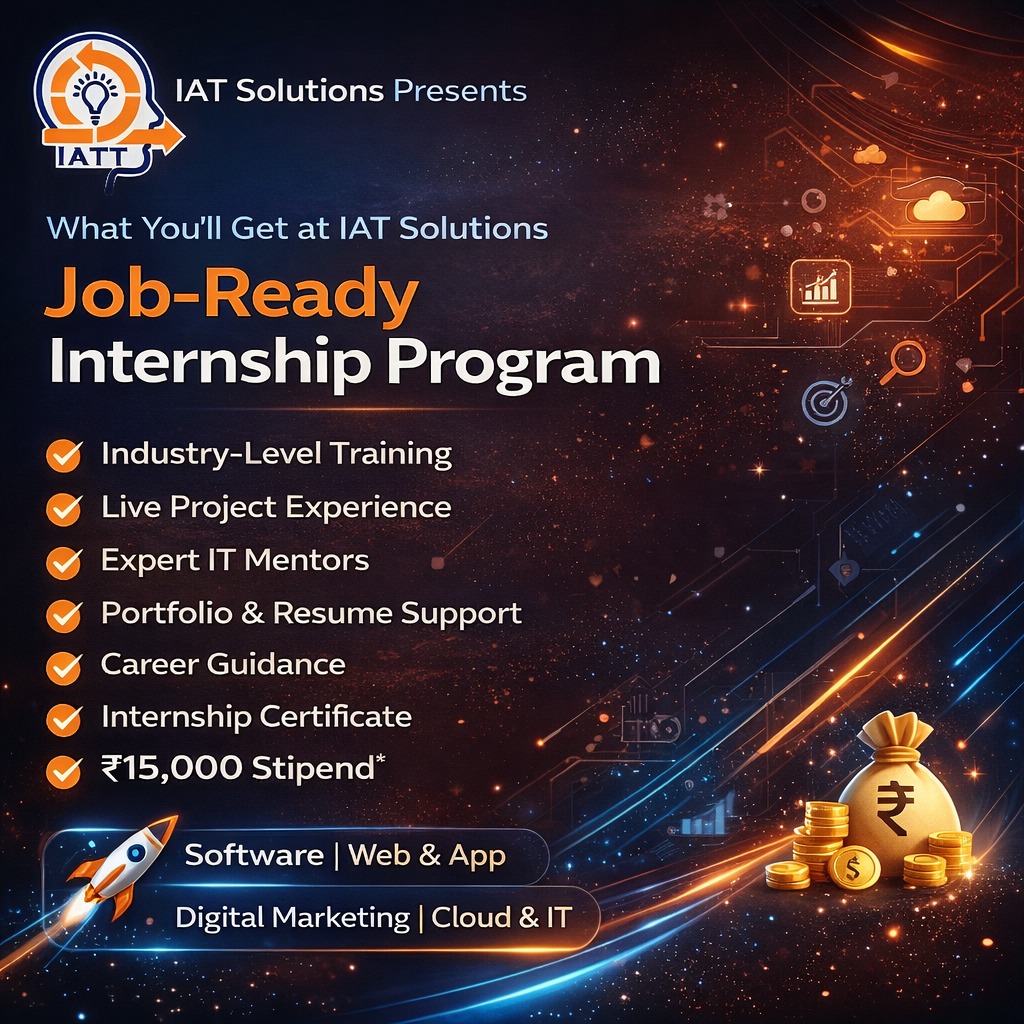 IATT
IAT Solutions Presents
What You'll Get at IAT Solutions
Job-Ready
Internship Program
Industry-Level Training
Live Project Experience
Expert IT Mentors
Portfolio & Resume Support
Career Guidance
Internship Certificate
₹15,000 Stipend*
₹
$
Software | Web & App
Digital Marketing | Cloud & IT